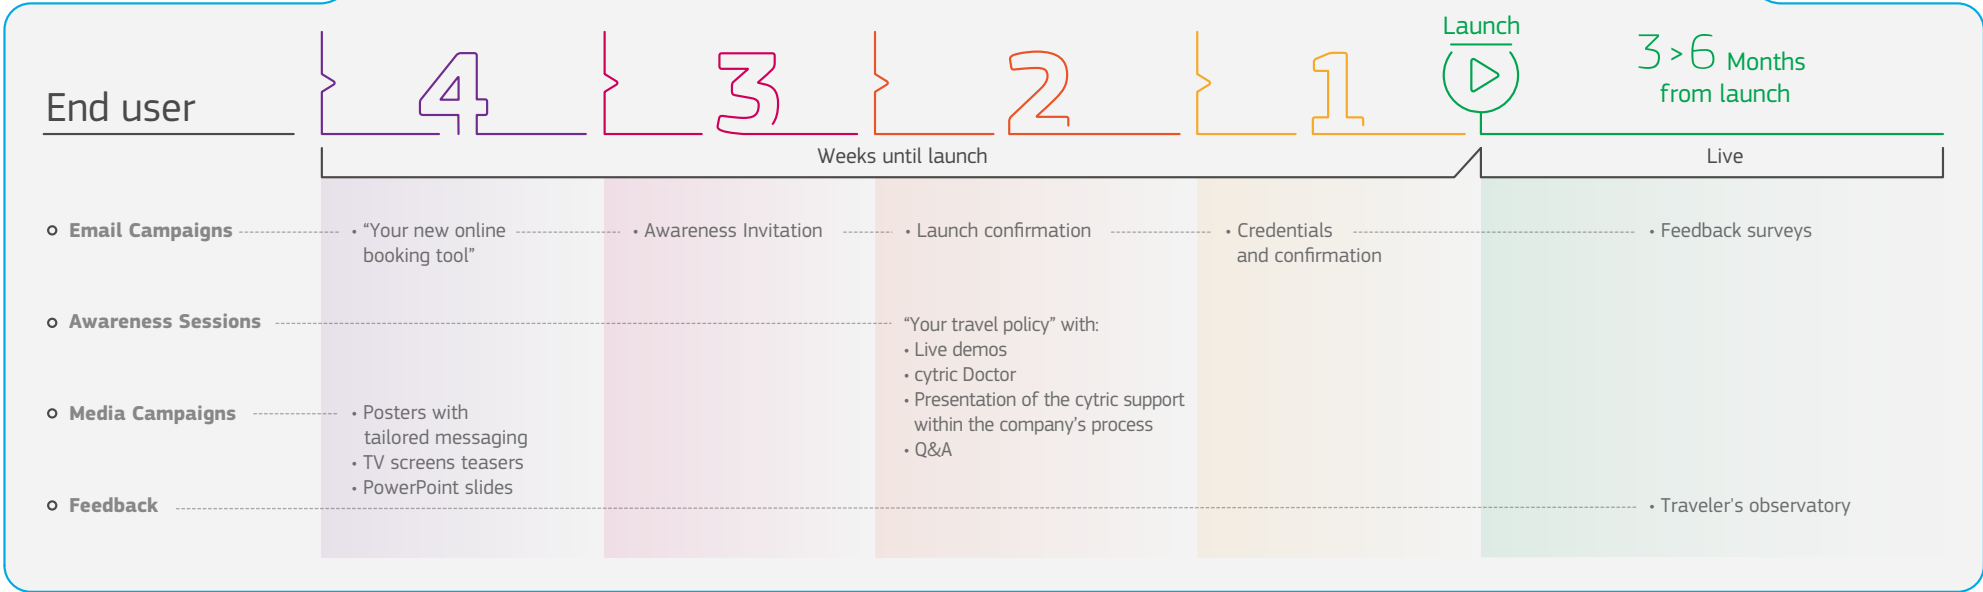 End user
4
3
2
1
Launch
3 > 6 Months
from launch
Weeks until launch
Live
Email Campaigns
• “Your new online
booking tool”
• Awareness Invitation
• Launch confirmation
• Credentials
and confirmation
• Feedback surveys
Awareness Sessions
“Your travel policy” with:
• Live demos
• cytric Doctor
• Presentation of the cytric support
within the company's process
• Q&A
Media Campaigns
• Posters with
tailored messaging
• TV screens teasers
• PowerPoint slides
Feedback
• Traveler's observatory